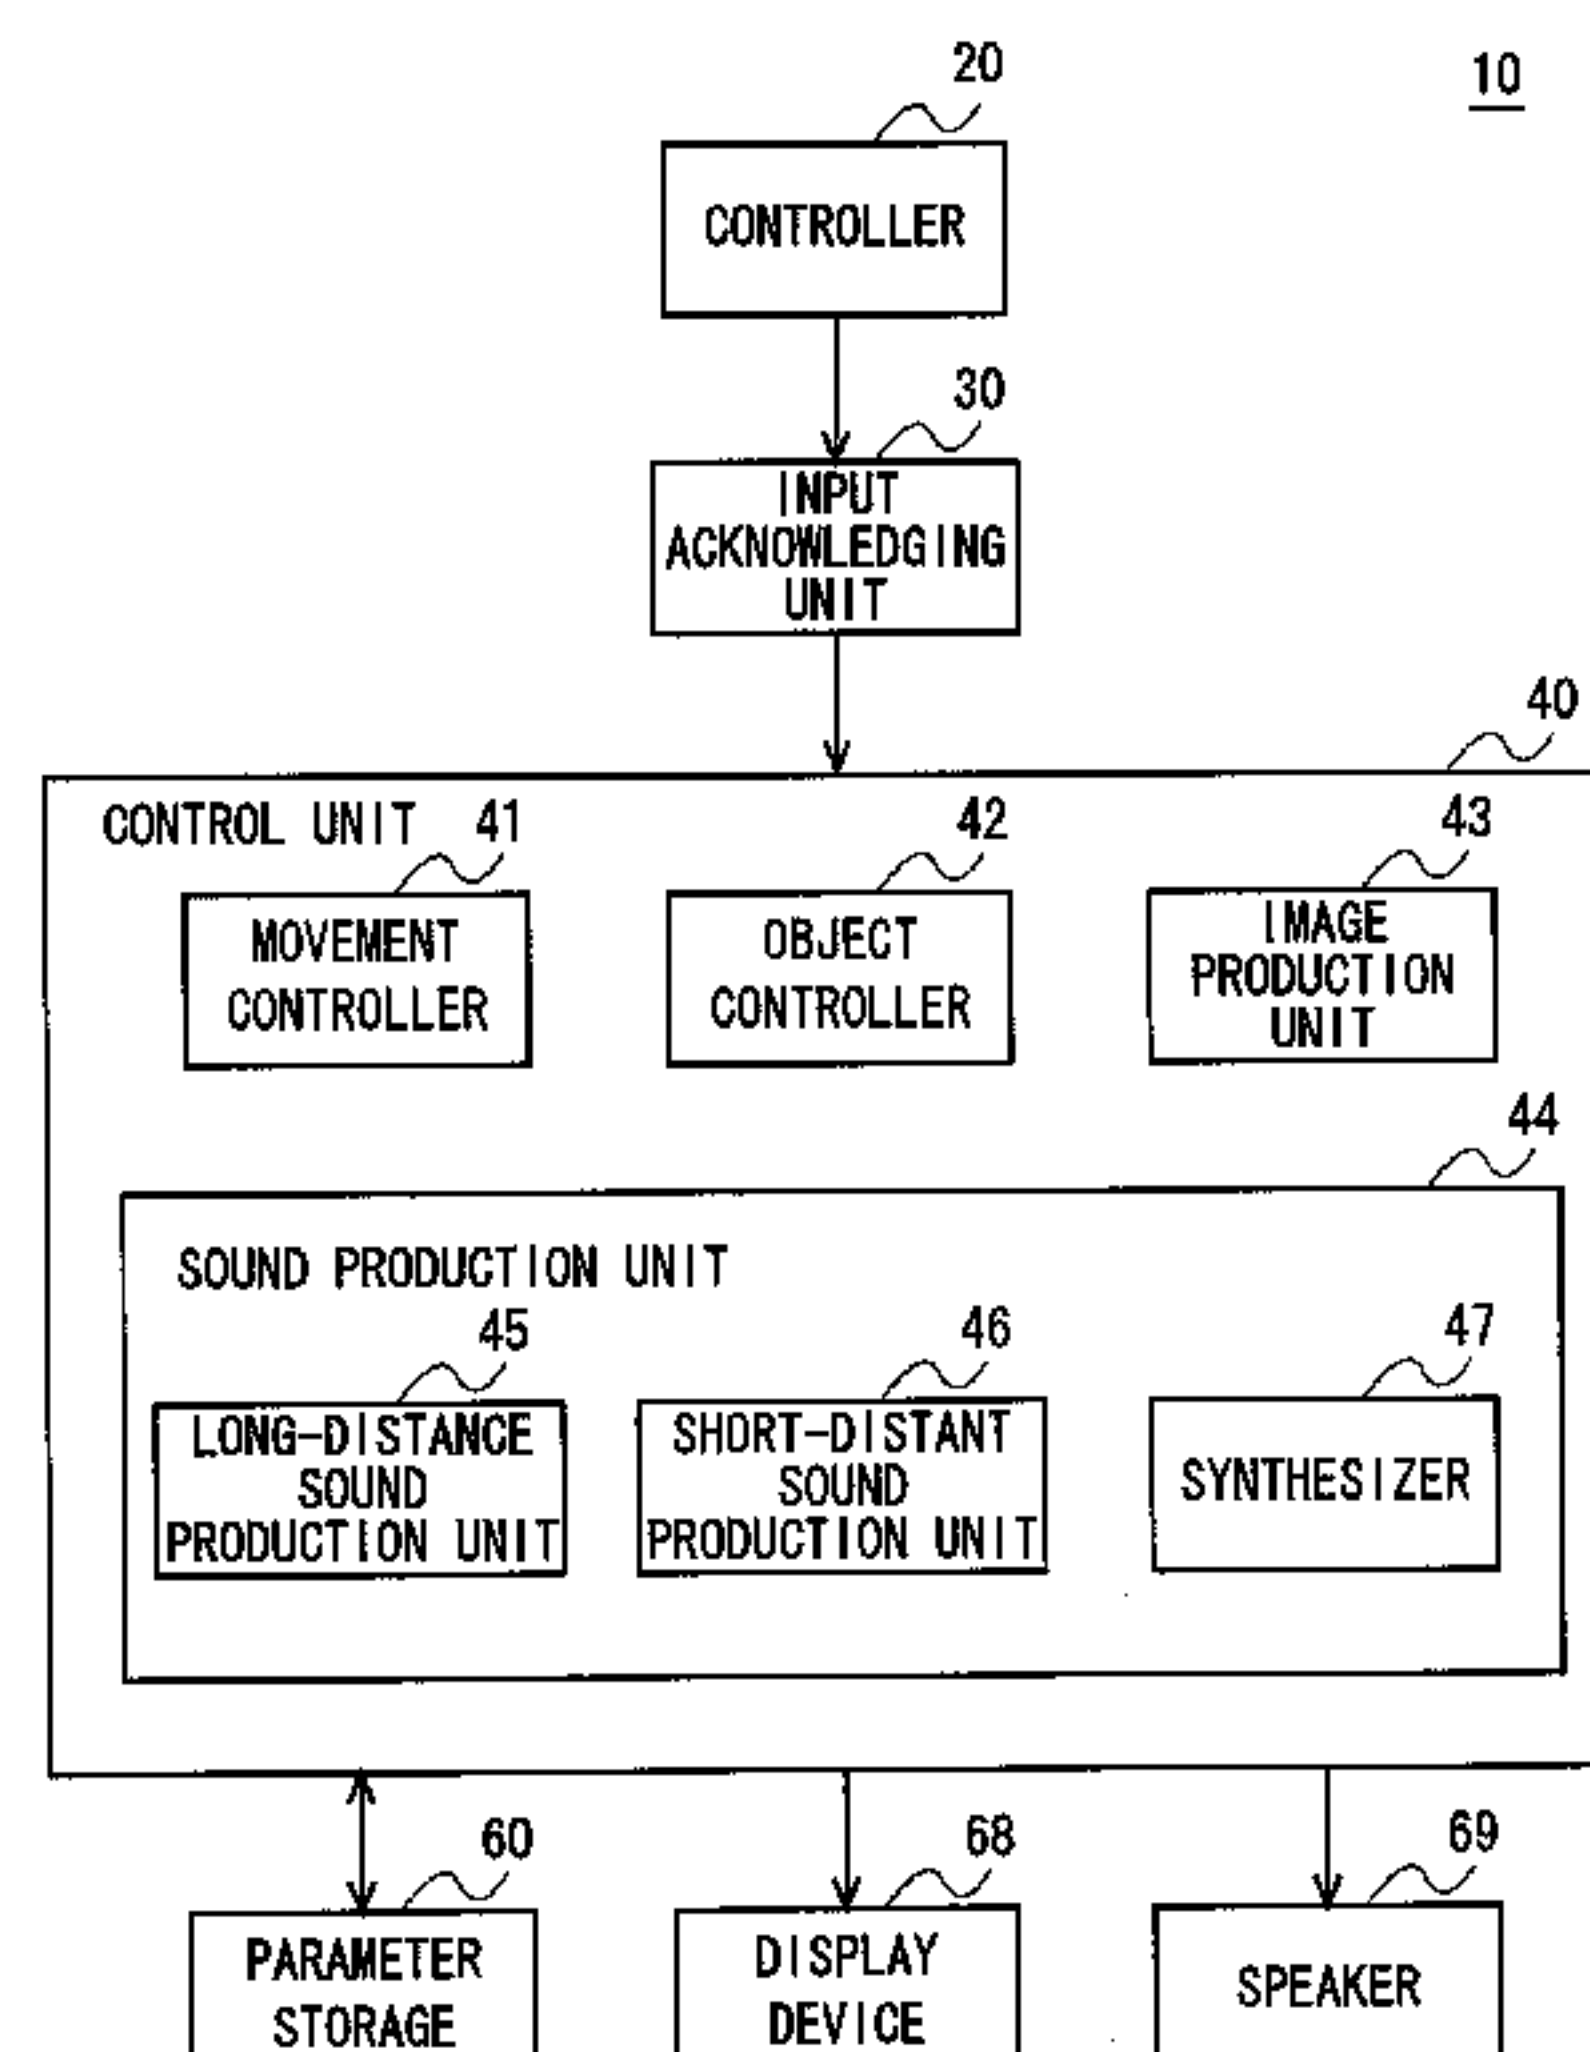 20
10
CONTROLLER
30
INPUT
ACKNOWLEDGING
UNIT
40
CONTROL UNIT
41
42
43
MOVEMENT
CONTROLLER
OBJECT
CONTROLLER
IMAGE
PRODUCTION
UNIT
44
SOUND PRODUCTION UNIT
45
46
47
LONG-DISTANCE
SOUND
PRODUCTION UNIT
SHORT-DISTANT
SOUND
PRODUCTION UNIT
SYNTHESIZER
60
68
69
PARAMETER
STORAGE
DISPLAY
DEVICE
SPEAKER